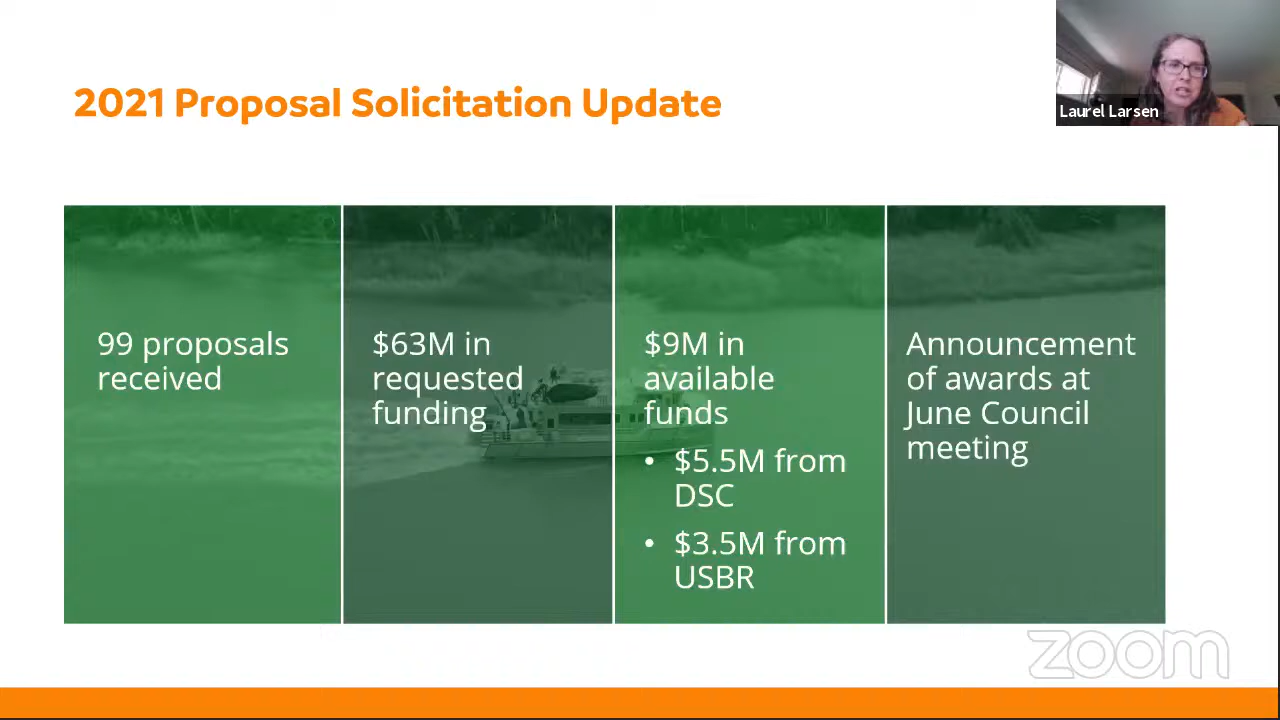 2021 Proposal Solicitation Update
Laurel Larsen
99 proposals
received
$63M in
requested
funding
$9M in
available
funds
• $5.5M from
DSC
• $3.5M from
USBR
Announcement
of awards at
June Council
meeting
zoom